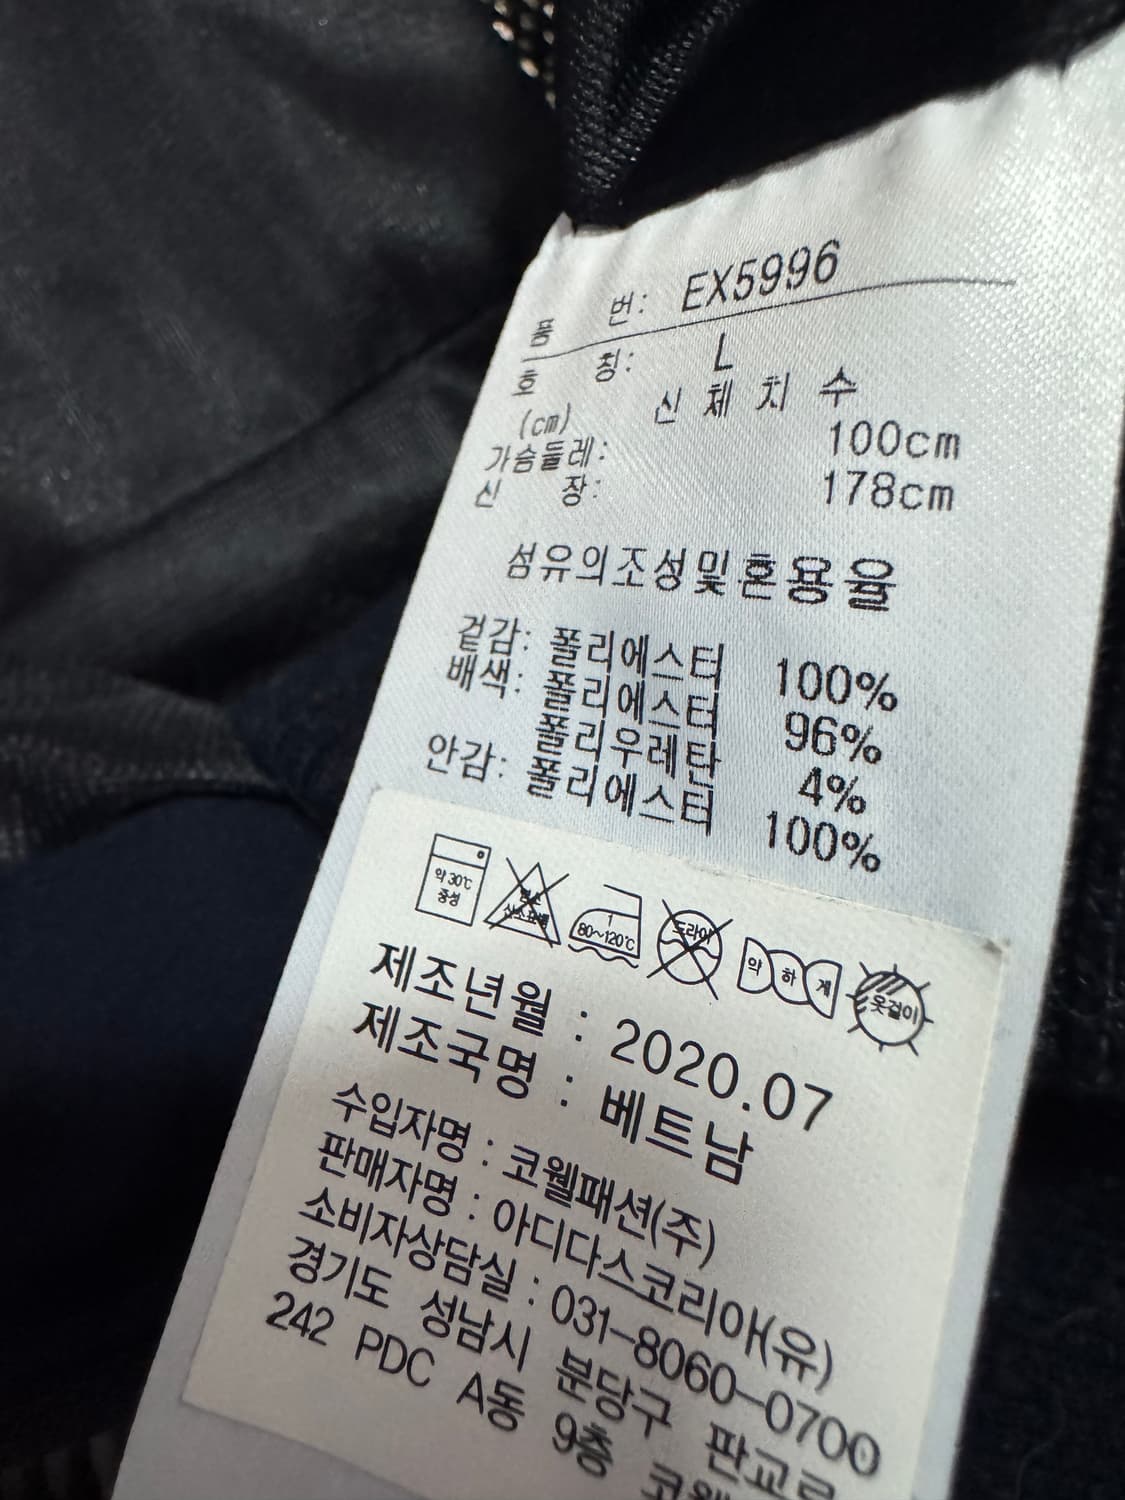 품 번: EX5996
호 칭: L
(cm) 신 체 치 수
가슴둘레: 100cm
신 장: 178cm
섬유의조성및혼용율
겉감: 폴리에스터 100%
배색: 폴리에스터 96%
폴리우레탄 4%
안감: 폴리에스터 100%
약 30℃ 중성
산소표백
1 80~120℃
드라이
약 하 게
옷걸이
제조년월 : 2020.07
제조국명 : 베트남
수입자명 : 코웰패션(주)
판매자명 : 아디다스코리아(유)
소비자상담실 : 031-8060-0700
경기도 성남시 분당구 판교로
242 PDC A동 9층 코웰